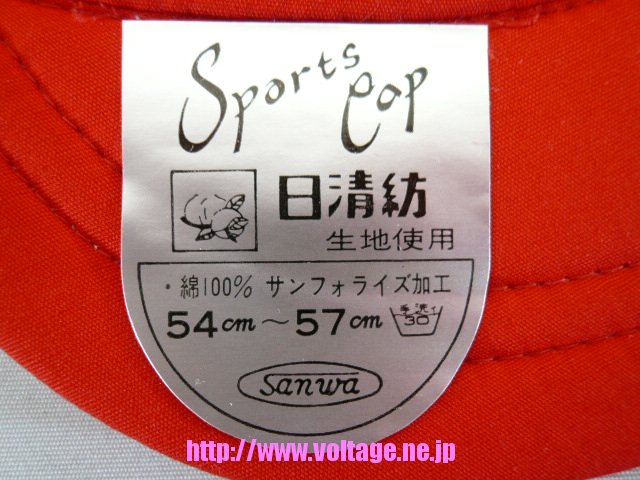 Sports Cap
日清紡
生地使用
・綿100% サンフォライズ加工
54cm～57cm 手洗イ 30
Sanwa
http://www.voltage.ne.jp